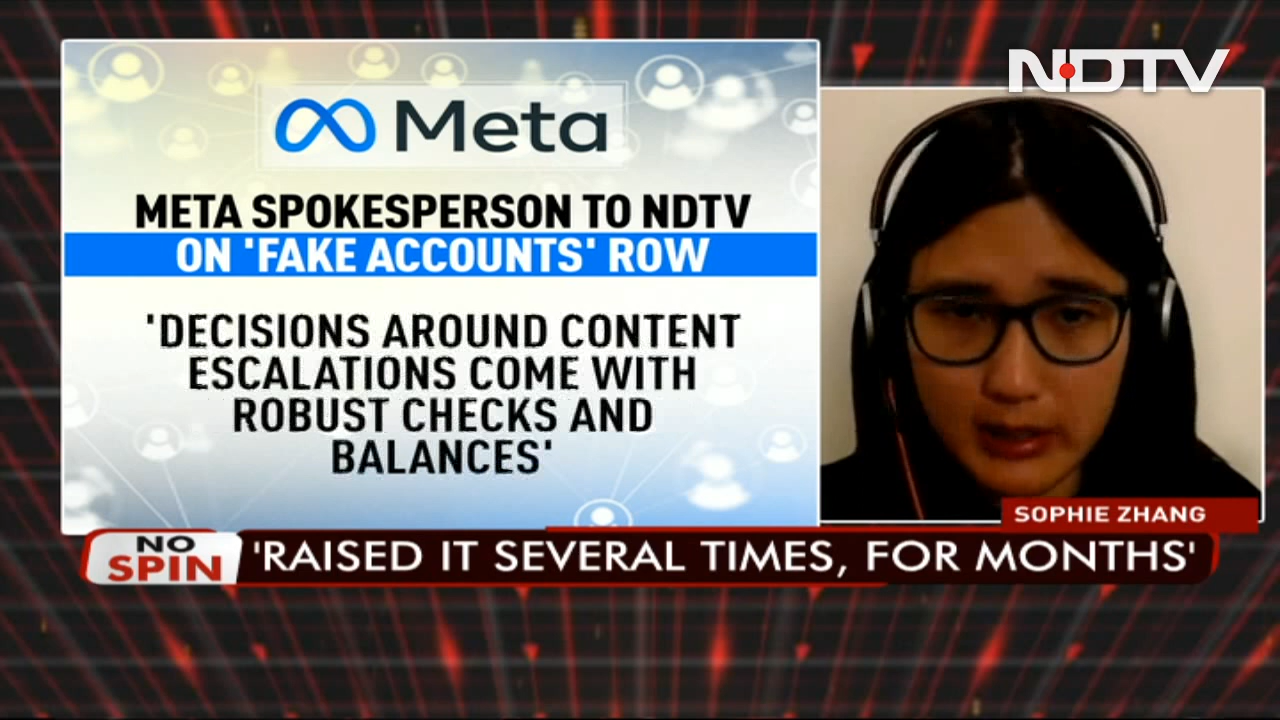 NDTV
Meta
META SPOKESPERSON TO NDTV
ON 'FAKE ACCOUNTS' ROW
'DECISIONS AROUND CONTENT
ESCALATIONS COME WITH
ROBUST CHECKS AND
BALANCES'
SOPHIE ZHANG
NO
SPIN
'RAISED IT SEVERAL TIMES, FOR MONTHS'